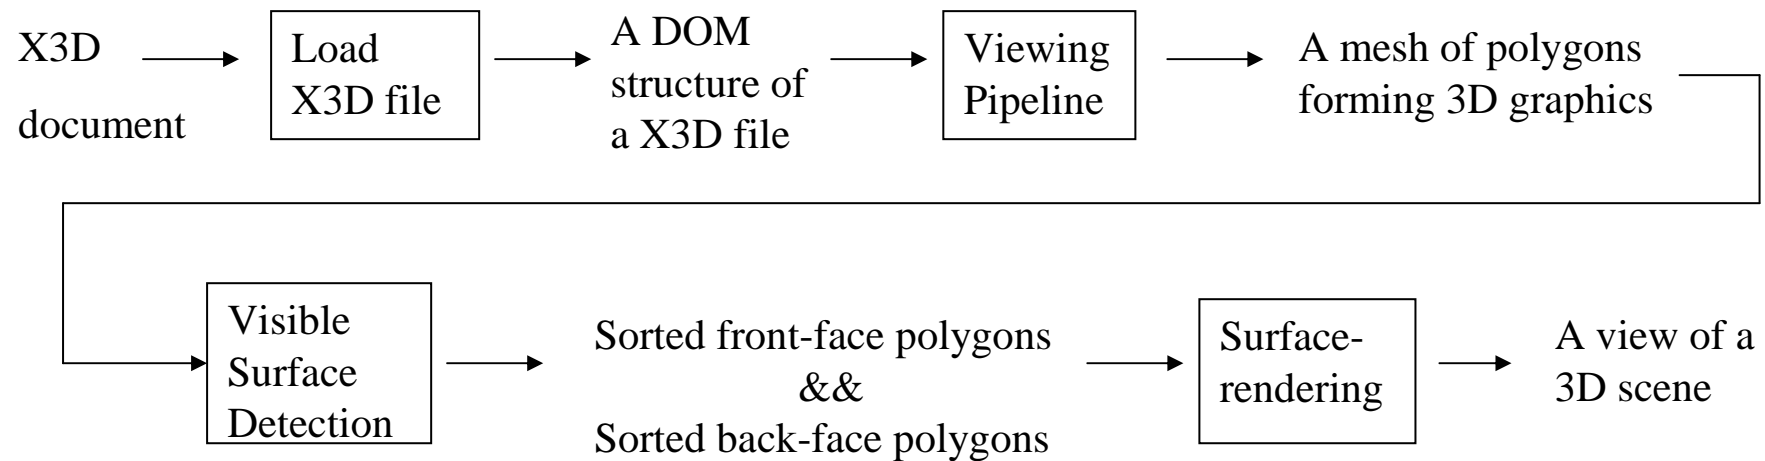 X3D
document
Load
X3D file
A DOM
structure of
a X3D file
Viewing
Pipeline
A mesh of polygons
forming 3D graphics
Visible
Surface
Detection
Sorted front-face polygons
&&
Sorted back-face polygons
Surface-
rendering
A view of a
3D scene